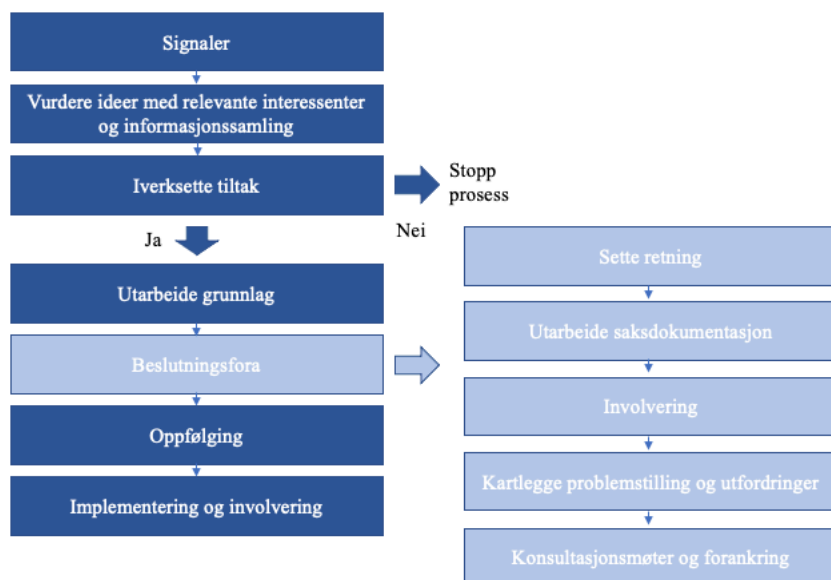 Signaler
Vurdere ideer med relevante interessenter
og informasjonssamling
Iverksette tiltak
Stopp
prosess
Ja
Nei
Utarbeide grunnlag
Beslutningsfora
Oppfølging
Implementering og involvering
Sette retning
Utarbeide saksdokumentasjon
Involvering
Kartlegge problemstilling og utfordringer
Konsultasjonsmøter og forankring